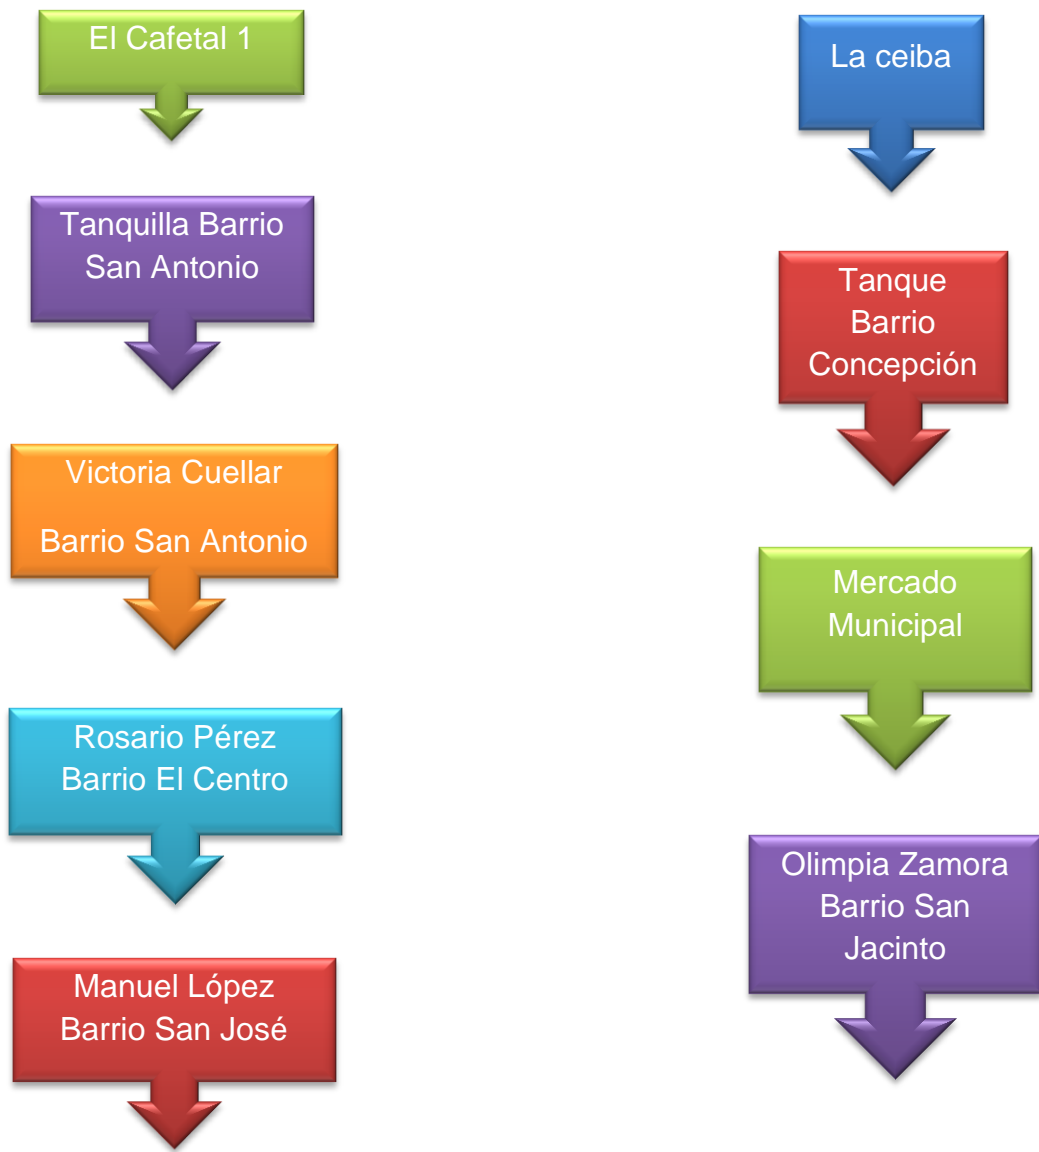 El Cafetal 1
Tanquilla Barrio
San Antonio
Victoria Cuellar
Barrio San Antonio
Rosario Pérez
Barrio El Centro
Manuel López
Barrio San José
La ceiba
Tanque
Barrio
Concepción
Mercado
Municipal
Olimpia Zamora
Barrio San
Jacinto